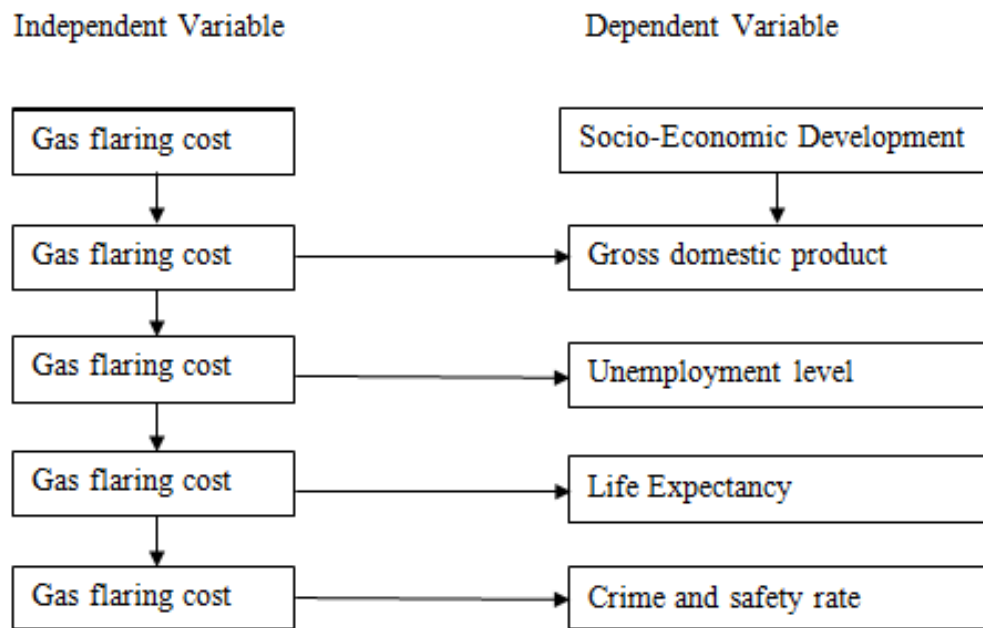 Independent Variable
Dependent Variable
Gas flaring cost
Socio-Economic Development
Gas flaring cost
Gross domestic product
Gas flaring cost
Unemployment level
Gas flaring cost
Life Expectancy
Gas flaring cost
Crime and safety rate